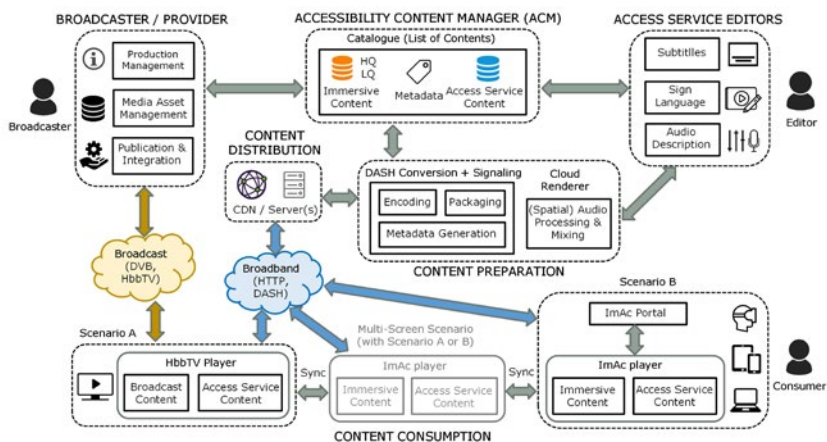 BROADCASTER / PROVIDER
Production
Management
Media Asset
Management
Publication &
Integration
Broadcaster
ACCESSIBILITY CONTENT MANAGER (ACM)
Catalogue (List of Contents)
HQ
LQ
Immersive
Content
Metadata
Access Service
Content
ACCESS SERVICE EDITORS
Subtitlles
Sign
Language
Audio
Description
Editor
CONTENT
DISTRIBUTION
CDN / Server(s)
DASH Conversion + Signaling
Encoding
Packaging
Metadata Generation
Cloud
Renderer
(Spatial) Audio
Processing &
Mixing
CONTENT PREPARATION
Broadcast
(DVB,
HbbTV)
Broadband
(HTTP,
DASH)
Scenario A
HbbTV Player
Broadcast
Content
Access Service
Content
Sync
Multi-Screen Scenario
(with Scenario A or B)
ImAc player
Immersive
Content
Access Service
Content
Sync
Scenario B
ImAc Portal
ImAc player
Immersive
Content
Access Service
Content
Consumer
CONTENT CONSUMPTION